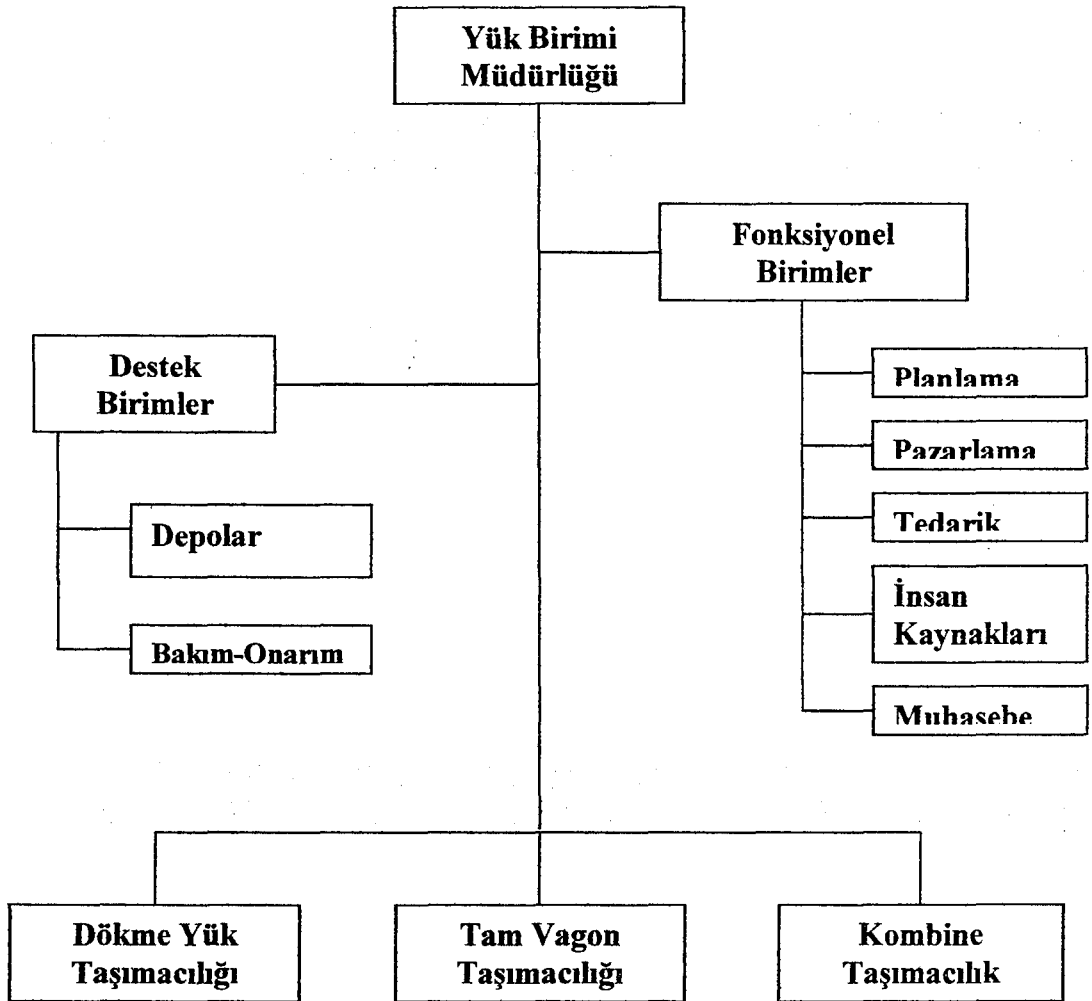 Yük Birimi
Müdürlüğü
Fonksiyonel
Birimler
Destek
Birimler
Planlama
Pazarlama
Tedarik
İnsan
Kaynakları
Muhasebe
Depolar
Bakım-Onarım
Dökme Yük
Taşımacılığı
Tam Vagon
Taşımacılığı
Kombine
Taşımacılık